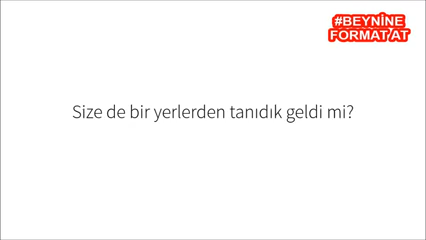 #BEYNİNE
FORMAT AT
Size de bir yerlerden tanıdık geldi mi?